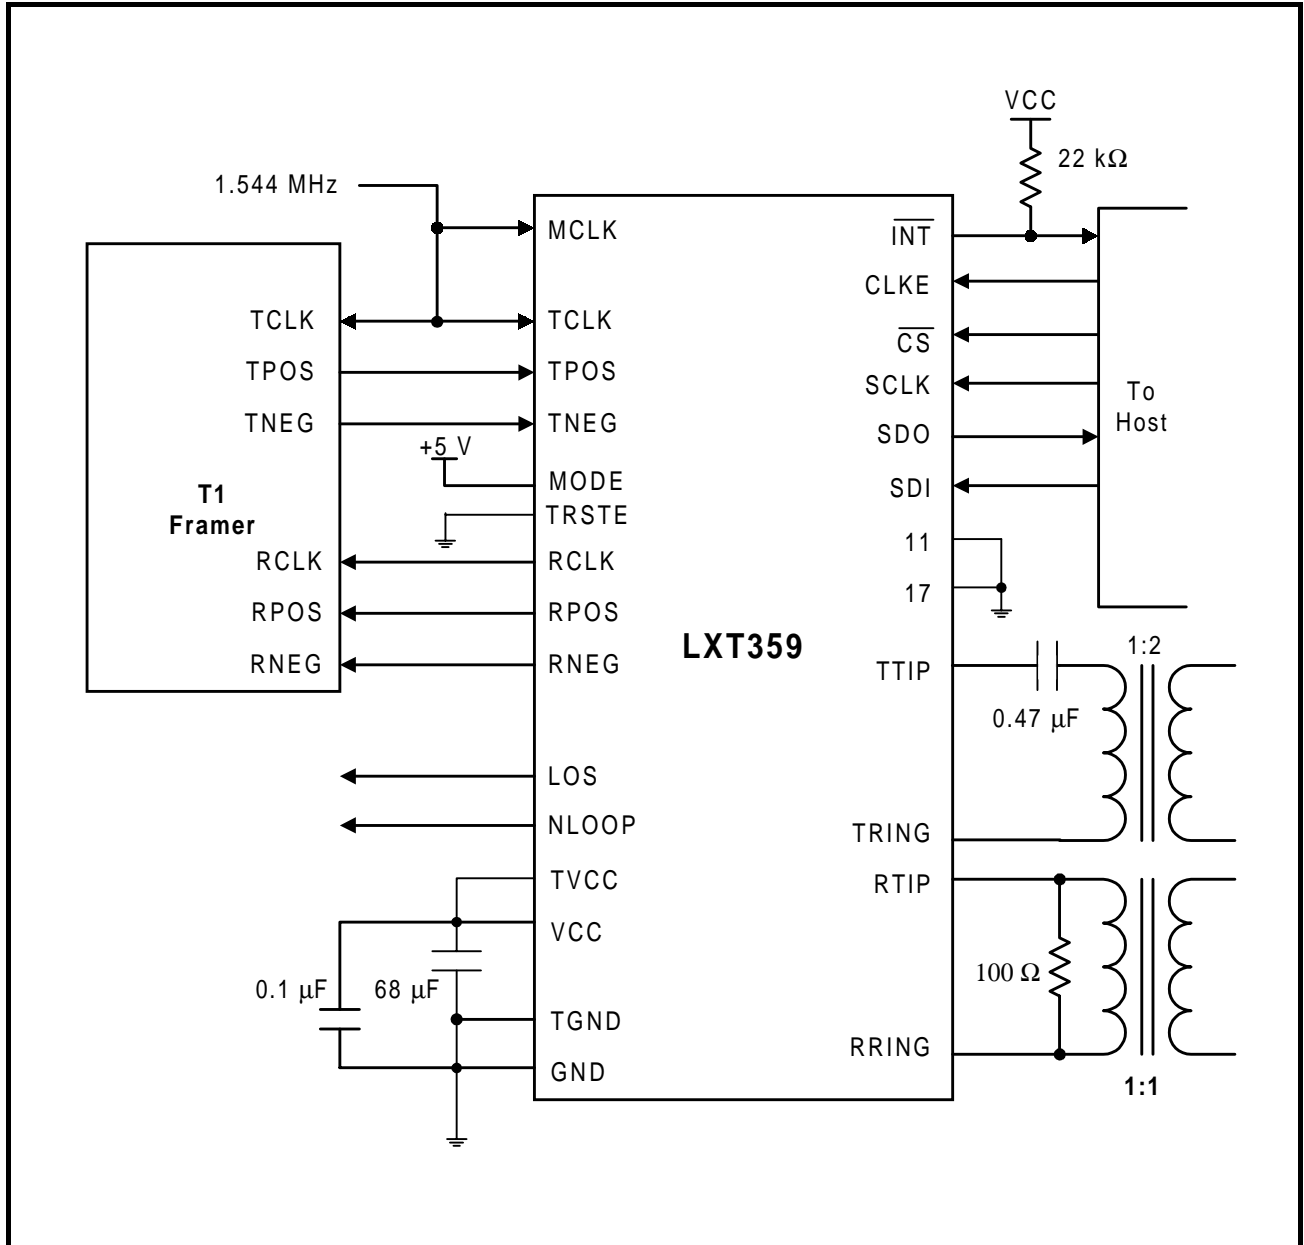 VCC
22 kΩ
1.544 MHz
MCLK
INT
CLKE
TCLK
TCLK
CS
TPOS
TPOS
SCLK
To
Host
TNEG
TNEG
SDO
+5 V
MODE
SDI
T1
Framer
TRSTE
11
RCLK
RCLK
17
RPOS
RPOS
LXT359
1:2
RNEG
RNEG
TTIP
0.47 µF
LOS
NLOOP
TRING
TVCC
RTIP
VCC
0.1 µF
68 µF
100 Ω
TGND
RRING
GND
1:1